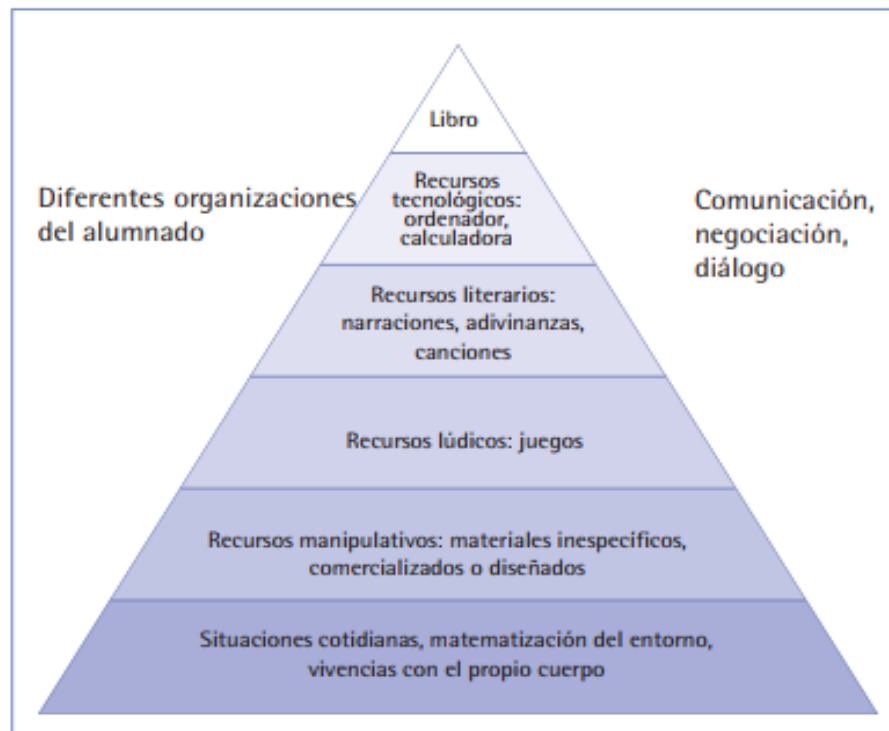 Libro
Recursos
tecnológicos:
ordenador,
calculadora
Diferentes organizaciones
del alumnado
Comunicación,
negociación,
diálogo
Recursos literarios:
narraciones, adivinanzas,
canciones
Recursos lúdicos: juegos
Recursos manipulativos: materiales inespecíficos,
comercializados o diseñados
Situaciones cotidianas, matematización del entorno,
vivencias con el propio cuerpo